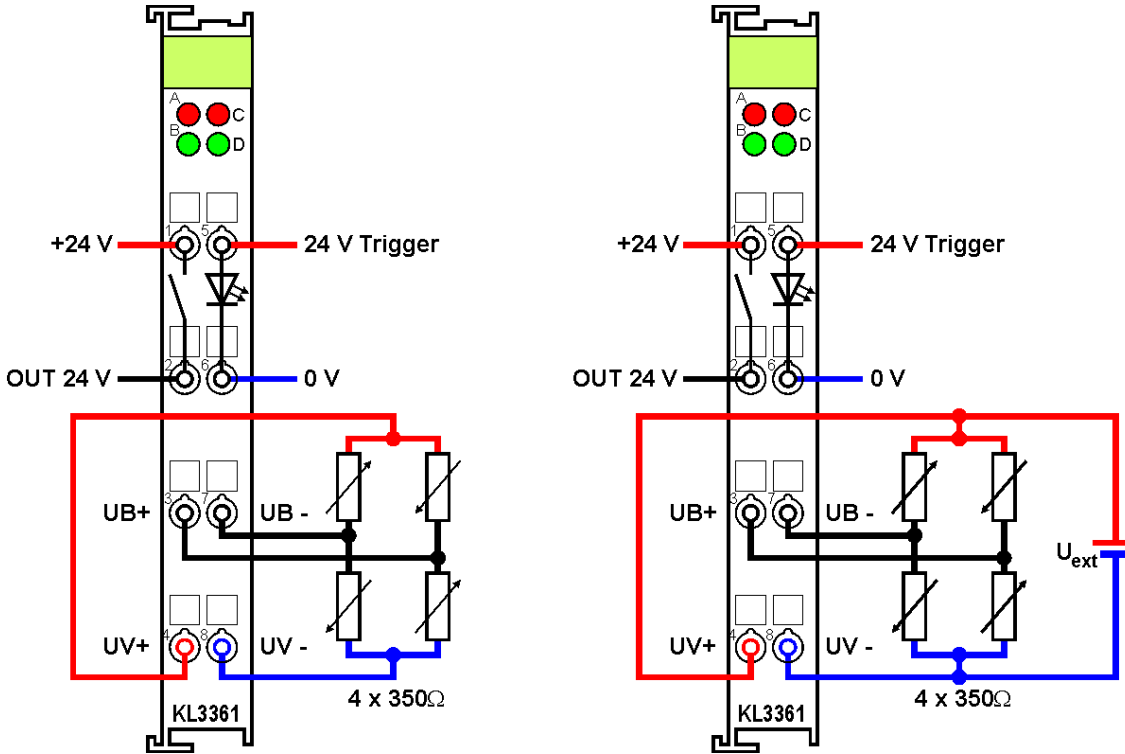 A
C
B
D
1
5
+24 V
24 V Trigger
2
6
OUT 24 V
0 V
3
7
UB+
UB -
4
8
UV+
UV -
4 x 350Ω
KL3361
A
C
B
D
1
5
+24 V
24 V Trigger
2
6
OUT 24 V
0 V
3
7
UB+
UB -
Uext
4
8
UV+
UV -
4 x 350Ω
KL3361